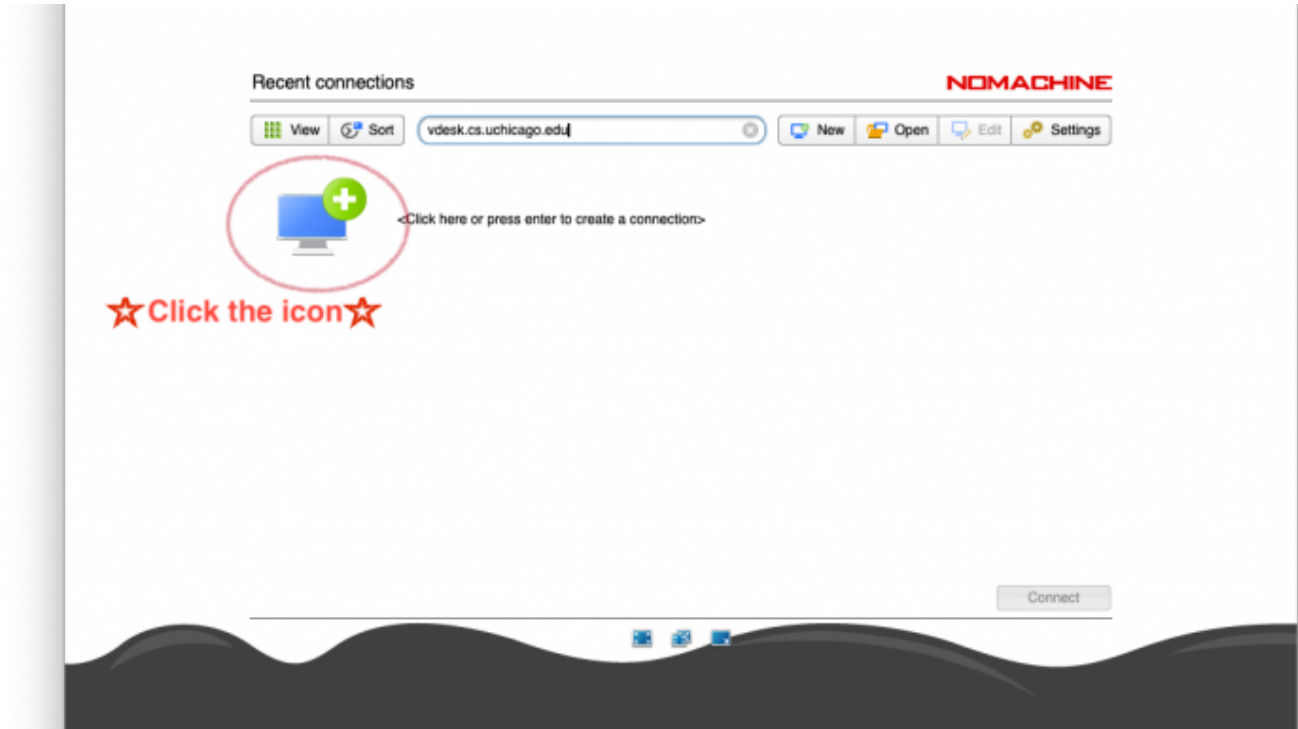 Recent connections
NOMACHINE
View Sort vdesk.cs.uchicago.edu New Open Edit Settings
<Click here or press enter to create a connection>
Click the icon
Connect